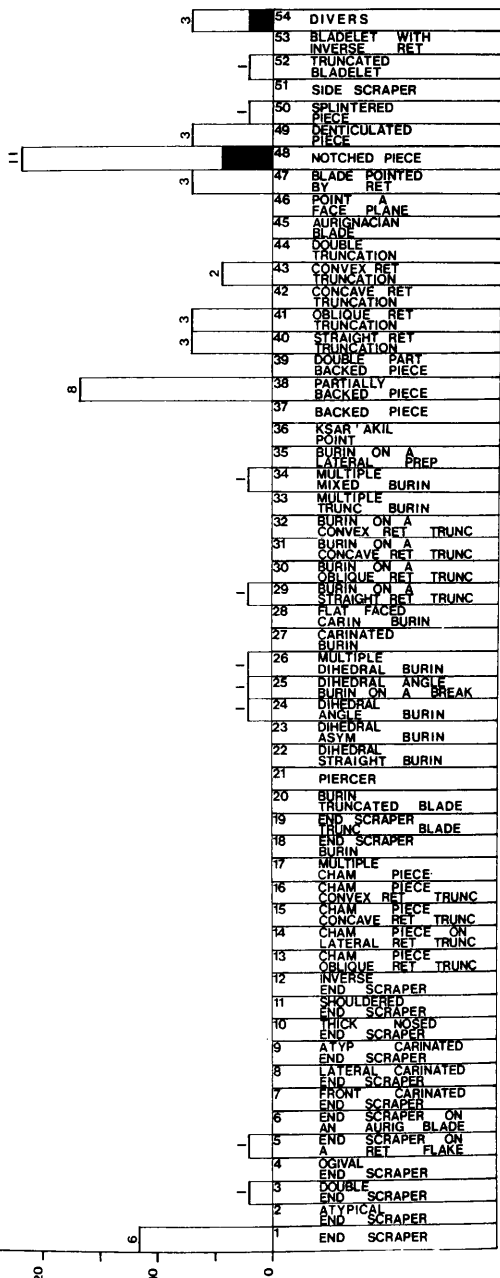 3
54 DIVERS
53 BLADELET WITH
INVERSE RET
1
52 TRUNCATED
BLADELET
51 SIDE SCRAPER
1
50 SPLINTERED
PIECE
3
49 DENTICULATED
PIECE
11
48 NOTCHED PIECE
3
47 BLADE POINTED
BY RET
46 POINT A
FACE PLANE
45 AURIGNACIAN
BLADE
44 DOUBLE
TRUNCATION
2
43 CONVEX RET
TRUNCATION
42 CONCAVE RET
TRUNCATION
3
41 OBLIQUE RET
TRUNCATION
3
40 STRAIGHT RET
TRUNCATION
39 DOUBLE PART
BACKED PIECE
8
38 PARTIALLY
BACKED PIECE
37 BACKED PIECE
36 KSAR'AKIL
POINT
35 BURIN ON A
LATERAL PREP
1
34 MULTIPLE
MIXED BURIN
33 MULTIPLE
TRUNC BURIN
32 BURIN ON A
CONVEX RET TRUNC
31 BURIN ON A
CONCAVE RET TRUNC
30 BURIN ON A
OBLIQUE RET TRUNC
1
29 BURIN ON A
STRAIGHT RET TRUNC
28 FLAT FACED
CARIN BURIN
27 CARINATED
BURIN
1
26 MULTIPLE
DIHEDRAL BURIN
1
25 DIHEDRAL ANGLE
BURIN ON A BREAK
1
24 DIHEDRAL
ANGLE BURIN
23 DIHEDRAL
ASYM BURIN
22 DIHEDRAL
STRAIGHT BURIN
21 PIERCER
20 BURIN
TRUNCATED BLADE
19 END SCRAPER
TRUNC BLADE
18 END SCRAPER
BURIN
17 MULTIPLE
CHAM PIECE
16 CHAM PIECE
CONVEX RET TRUNC
15 CHAM PIECE
CONCAVE RET TRUNC
14 CHAM PIECE ON
LATERAL RET TRUNC
13 CHAM PIECE
OBLIQUE RET TRUNC
12 INVERSE
END SCRAPER
11 SHOULDERED
END SCRAPER
10 THICK NOSED
END SCRAPER
9 ATYP CARINATED
END SCRAPER
8 LATERAL CARINATED
END SCRAPER
7 FRONT CARINATED
END SCRAPER
6 END SCRAPER ON
AN AURIG BLADE
1
5 END SCRAPER ON
A RET FLAKE
4 OGIVAL
END SCRAPER
1
3 DOUBLE
END SCRAPER
2 ATYPICAL
END SCRAPER
6
1 END SCRAPER
0